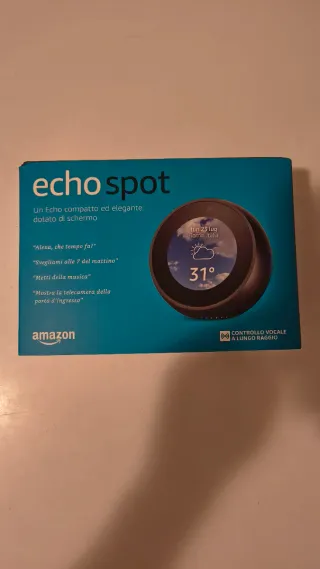 echo spot
Un Echo compatto ed elegante,
dotato di schermo
"Alexa, che tempo fa?"
"Svegliami alle 7 del mattino"
"Metti della musica"
"Mostra la telecamera della
porta d'ingresso"
31°
amazon
CONTROLLO VOCALE
A LUNGO RAGGIO